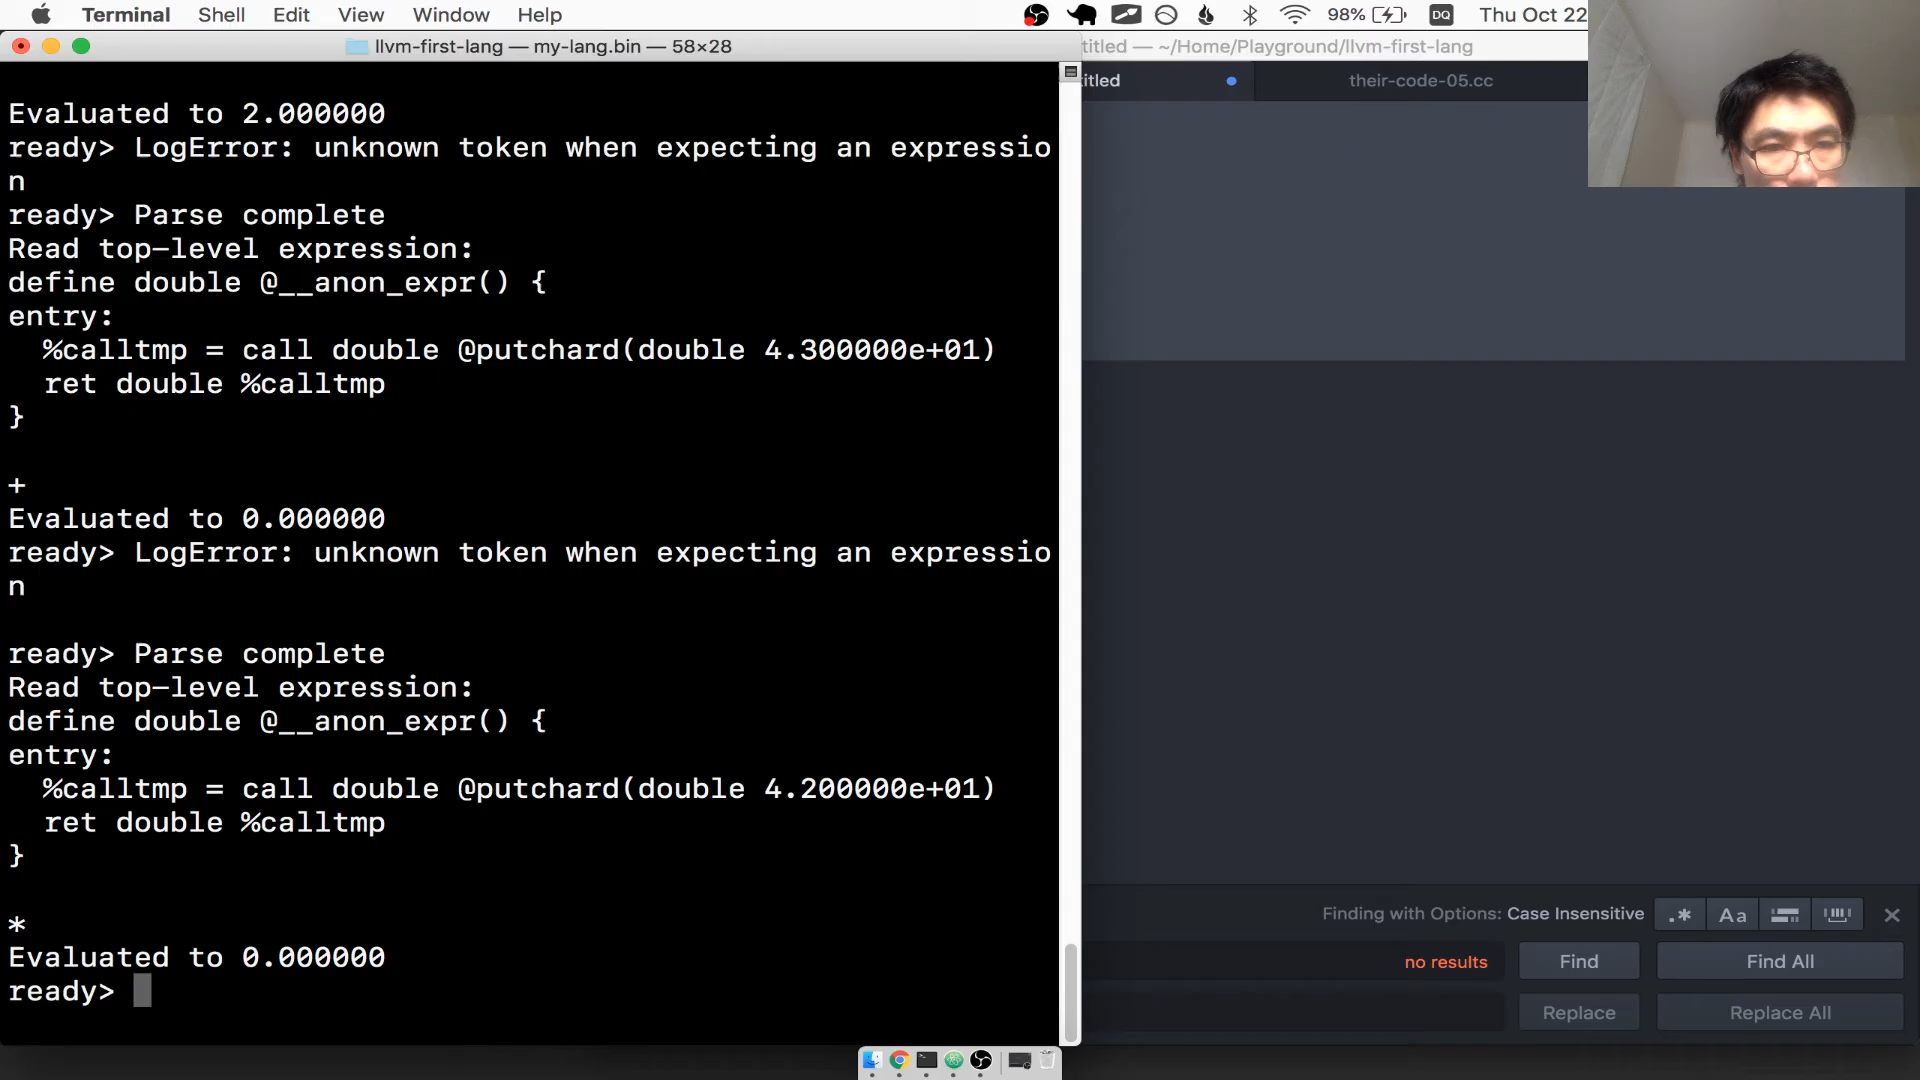 Terminal Shell Edit View Window Help 98% DQ Thu Oct 22
llvm-first-lang — my-lang.bin — 58×28
titled — ~/Home/Playground/llvm-first-lang
titled their-code-05.cc
Evaluated to 2.000000
ready> LogError: unknown token when expecting an expressio
n
ready> Parse complete
Read top-level expression:
define double @__anon_expr() {
entry:
%calltmp = call double @putchard(double 4.300000e+01)
ret double %calltmp
}
+
Evaluated to 0.000000
ready> LogError: unknown token when expecting an expressio
n
ready> Parse complete
Read top-level expression:
define double @__anon_expr() {
entry:
%calltmp = call double @putchard(double 4.200000e+01)
ret double %calltmp
}
*
Evaluated to 0.000000
ready>
Finding with Options: Case Insensitive .* Aa
no results Find Find All
Replace Replace All